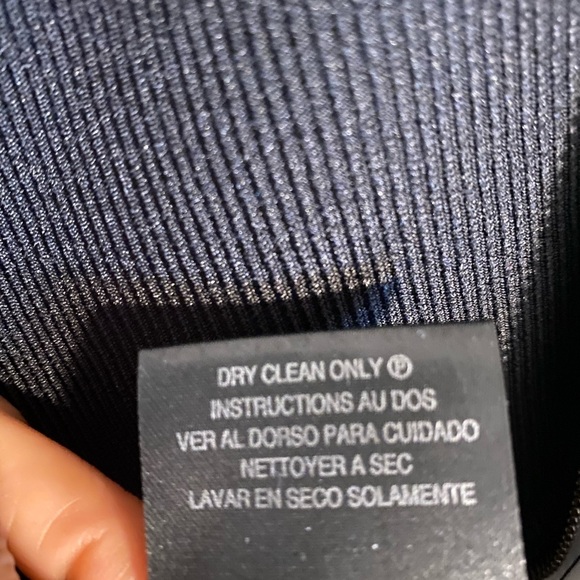 DRY CLEAN ONLY Ⓟ
INSTRUCTIONS AU DOS
VER AL DORSO PARA CUIDADO
NETTOYER A SEC
LAVAR EN SECO SOLAMENTE